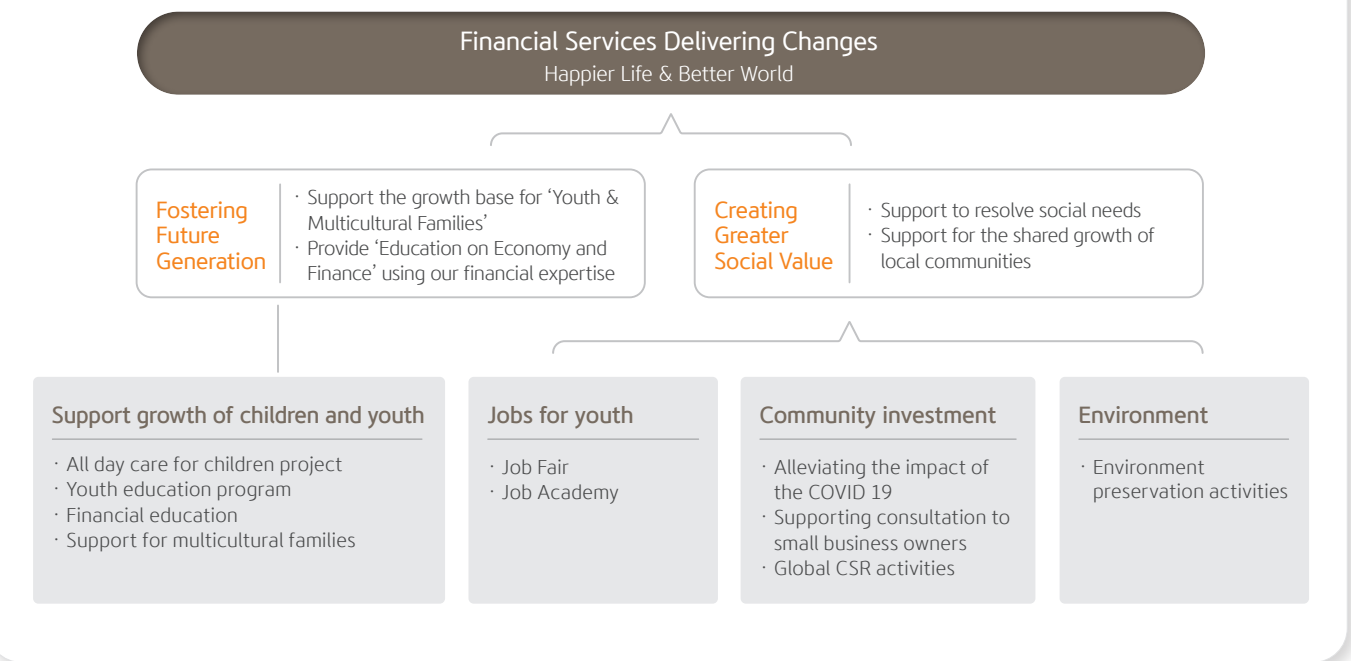 Financial Services Delivering Changes
Happier Life & Better World
Fostering
Future
Generation
· Support the growth base for ‘Youth &
Multicultural Families’
· Provide ‘Education on Economy and
Finance’ using our financial expertise
Creating
Greater
Social Value
· Support to resolve social needs
· Support for the shared growth of
local communities
Support growth of children and youth
· All day care for children project
· Youth education program
· Financial education
· Support for multicultural families
Jobs for youth
· Job Fair
· Job Academy
Community investment
· Alleviating the impact of
the COVID 19
· Supporting consultation to
small business owners
· Global CSR activities
Environment
· Environment
preservation activities